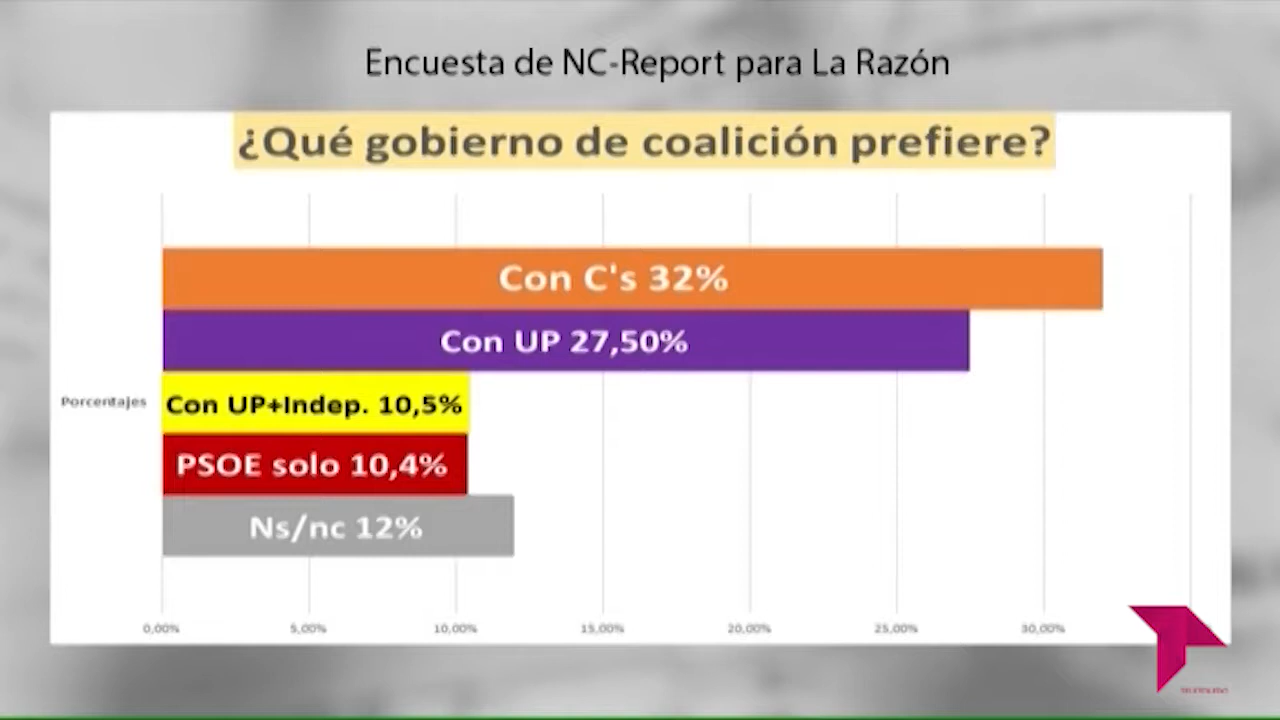 Encuesta de NC-Report para La Razón
¿Qué gobierno de coalición prefiere?
Con C's 32%
Con UP 27,50%
Porcentajes
Con UP+Indep. 10,5%
PSOE solo 10,4%
Ns/nc 12%
0,00%
5,00%
10,00%
15,00%
20,00%
25,00%
30,00%